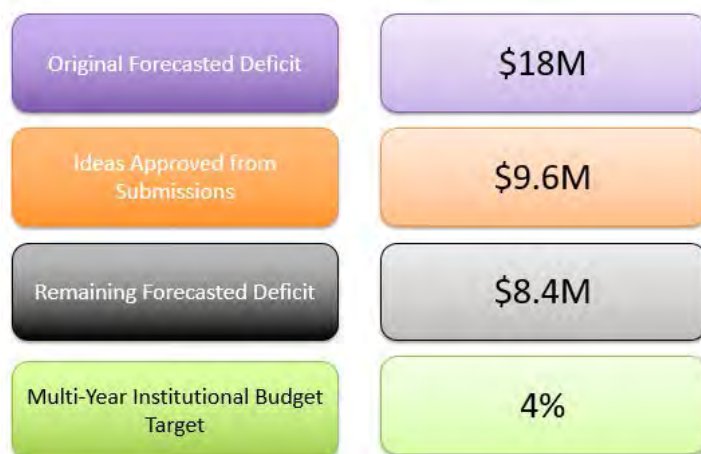 Original Forecasted Deficit
$18M
Ideas Approved from
Submissions
$9.6M
Remaining Forecasted Deficit
$8.4M
Multi-Year Institutional Budget
Target
4%